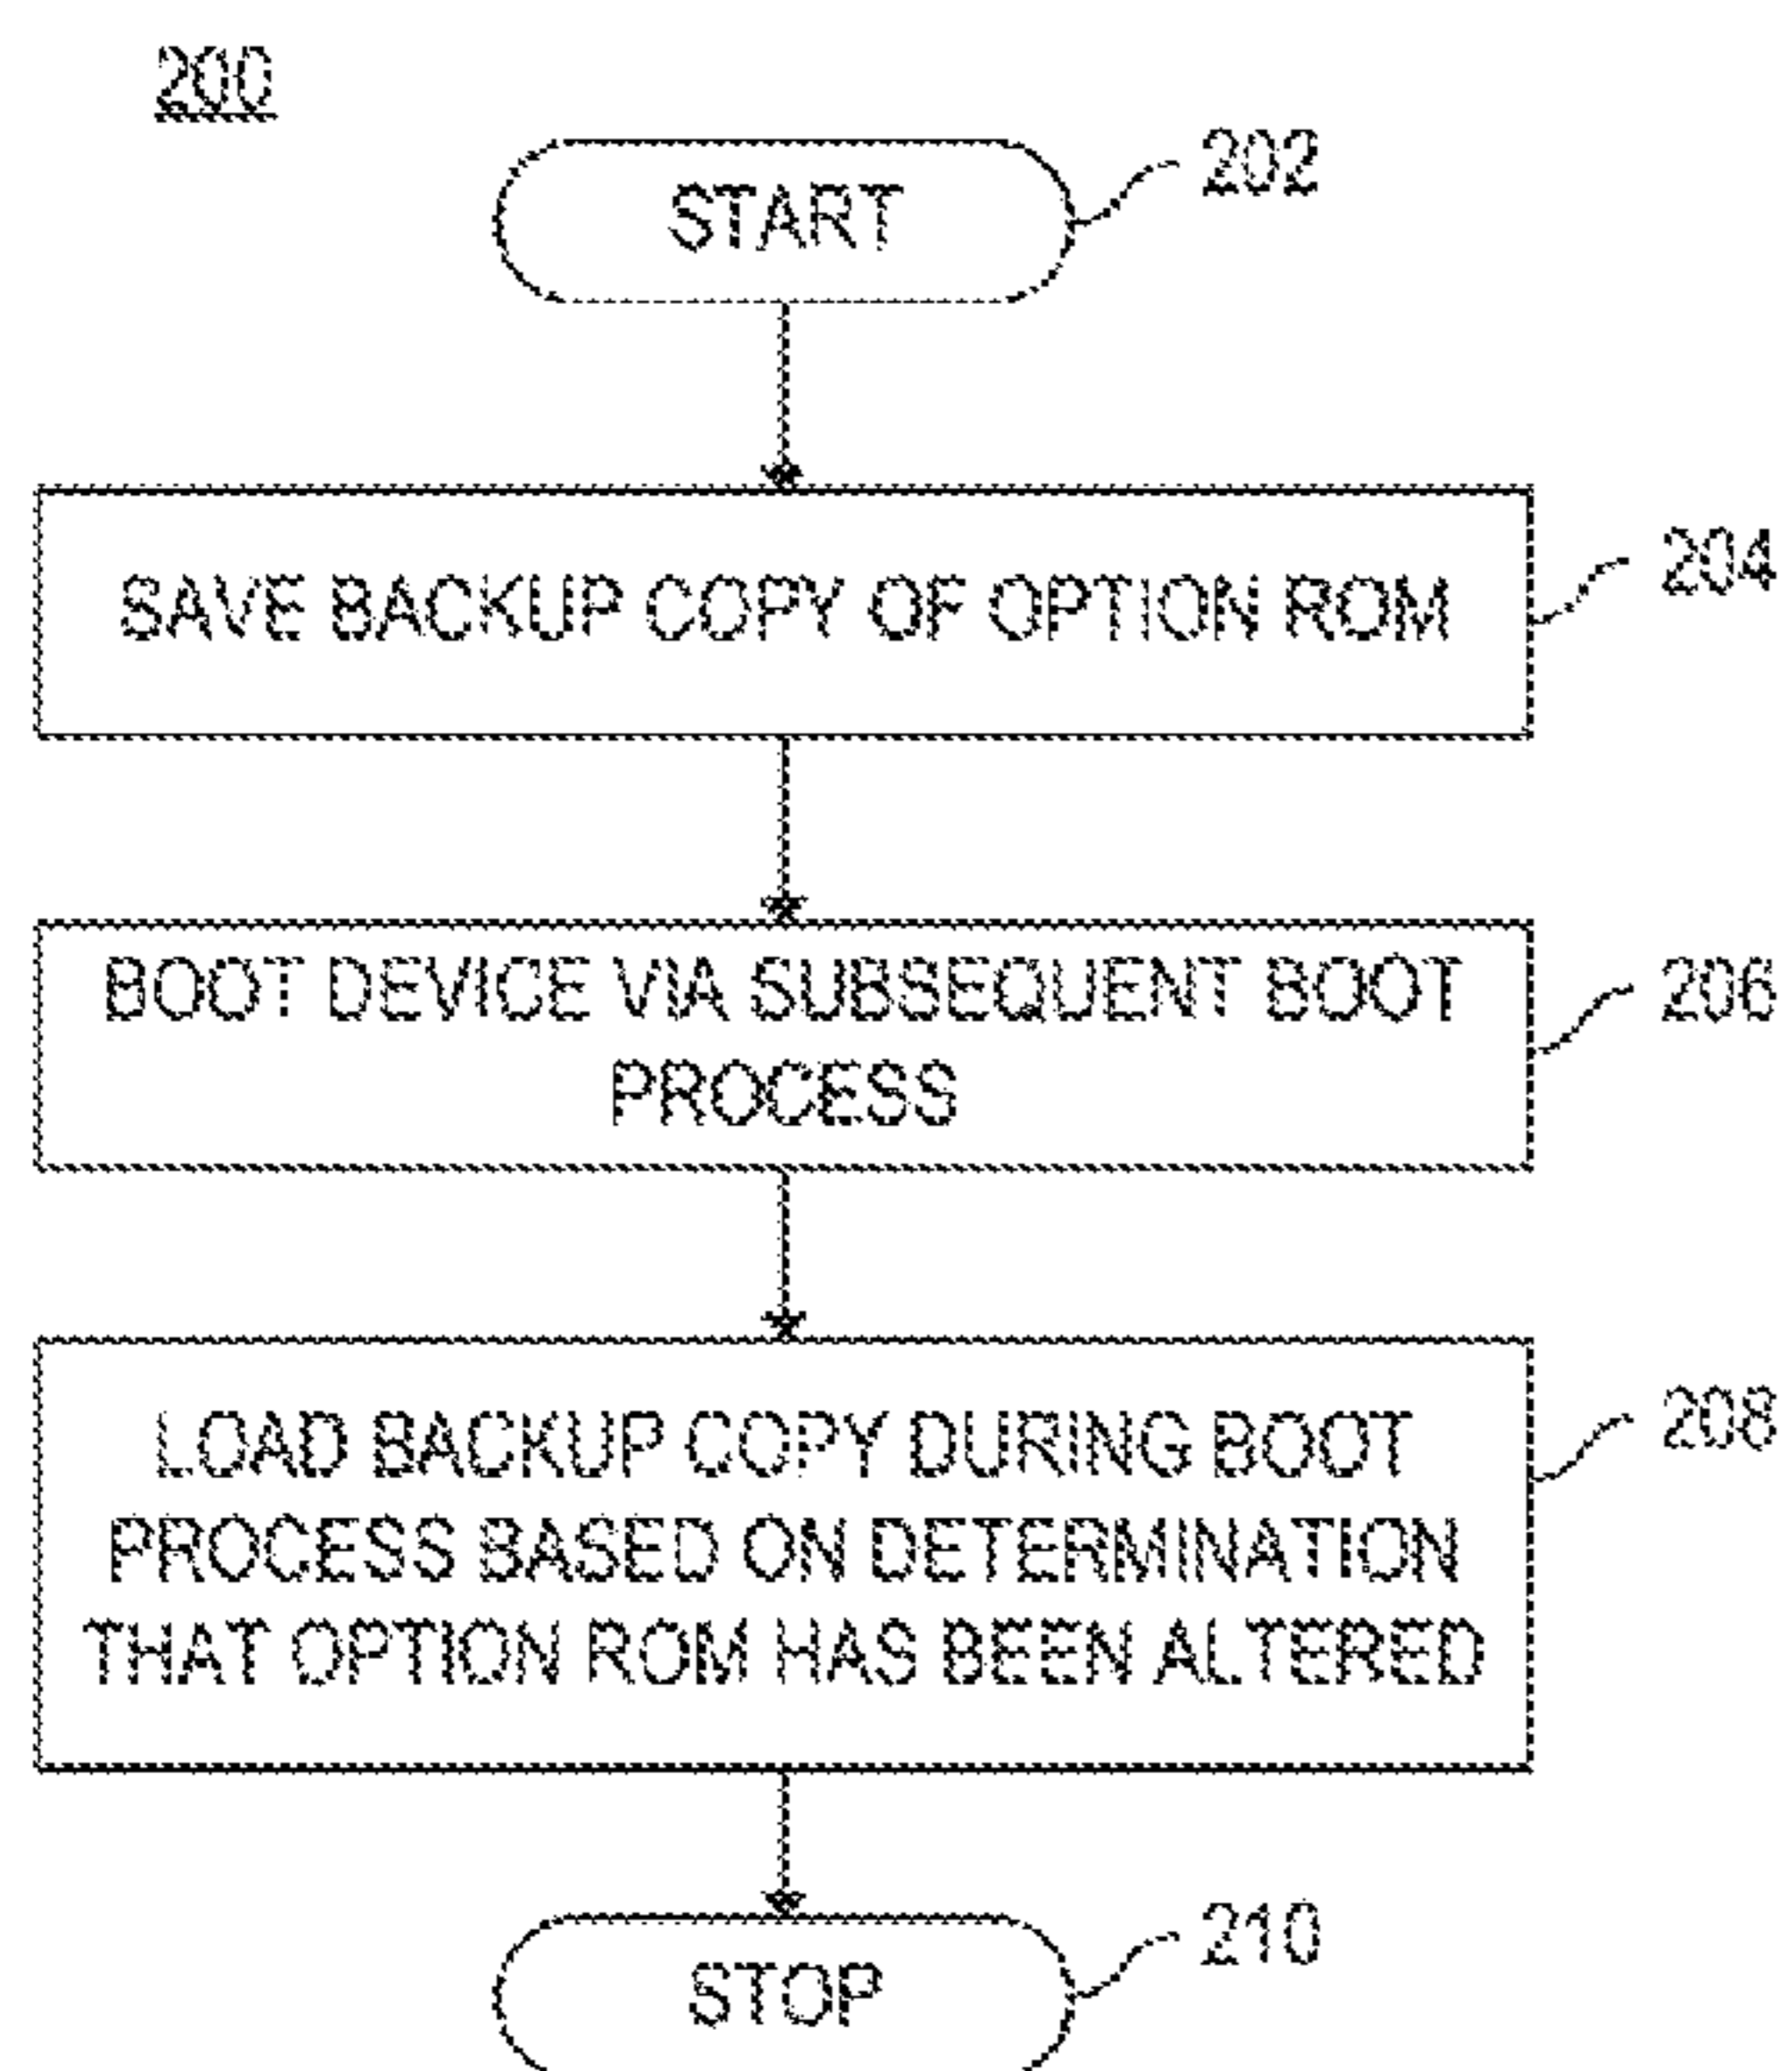 200
START
202
SAVE BACKUP COPY OF OPTION ROM
204
BOOT DEVICE VIA SUBSEQUENT BOOT
PROCESS
206
LOAD BACKUP COPY DURING BOOT
PROCESS BASED ON DETERMINATION
THAT OPTION ROM HAS BEEN ALTERED
208
STOP
210